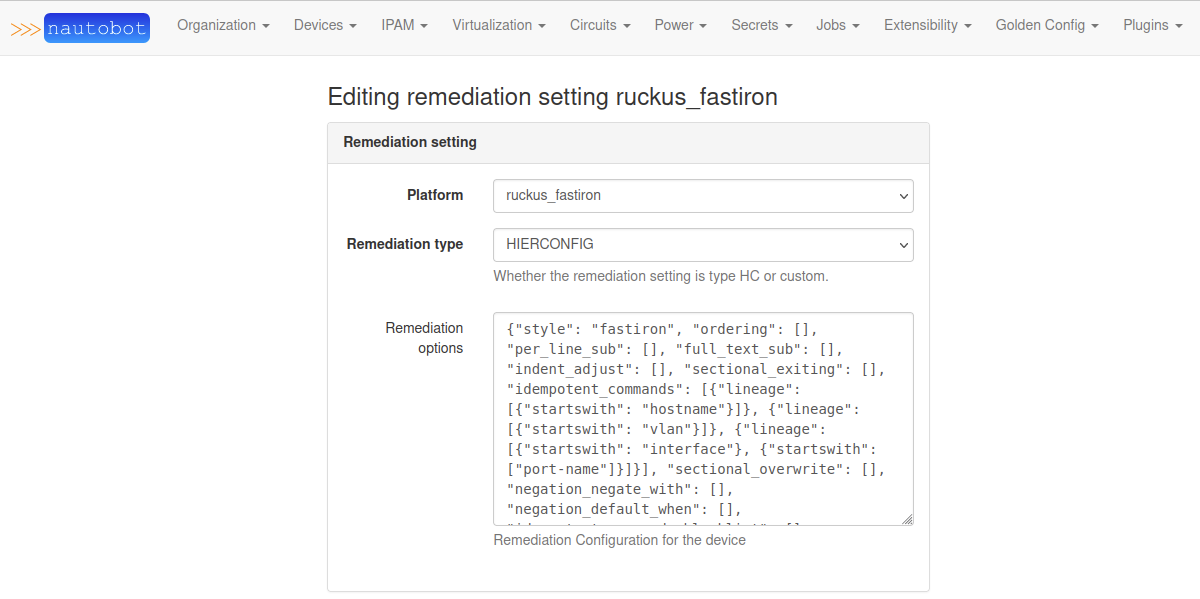 >>> nautobot Organization Devices IPAM Virtualization Circuits Power Secrets Jobs Extensibility Golden Config Plugins
Editing remediation setting ruckus_fastiron
Remediation setting
Platform ruckus_fastiron
Remediation type HIERCONFIG
Whether the remediation setting is type HC or custom.
Remediation options
{"style": "fastiron", "ordering": [],
"per_line_sub": [], "full_text_sub": [],
"indent_adjust": [], "sectional_exiting": [],
"idempotent_commands": [{"lineage":
[{"startswith": "hostname"}]}, {"lineage":
[{"startswith": "vlan"}]}, {"lineage":
[{"startswith": "interface"}, {"startswith":
["port-name"]}]}], "sectional_overwrite": [],
"negation_negate_with": [],
"negation_default_when": [],
Remediation Configuration for the device